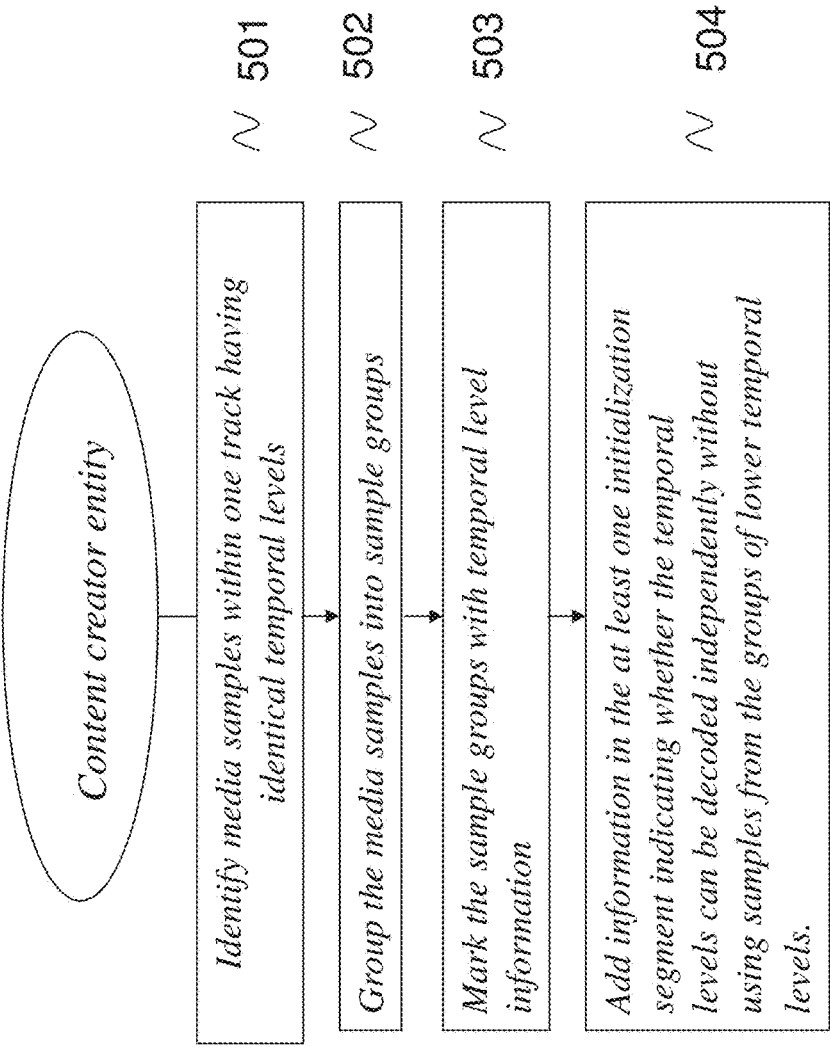 Content creator entity
Identify media samples within one track having
identical temporal levels
501
Group the media samples into sample groups
502
Mark the sample groups with temporal level
information
503
Add information in the at least one initialization
segment indicating whether the temporal
levels can be decoded independently without
using samples from the groups of lower temporal
levels.
504